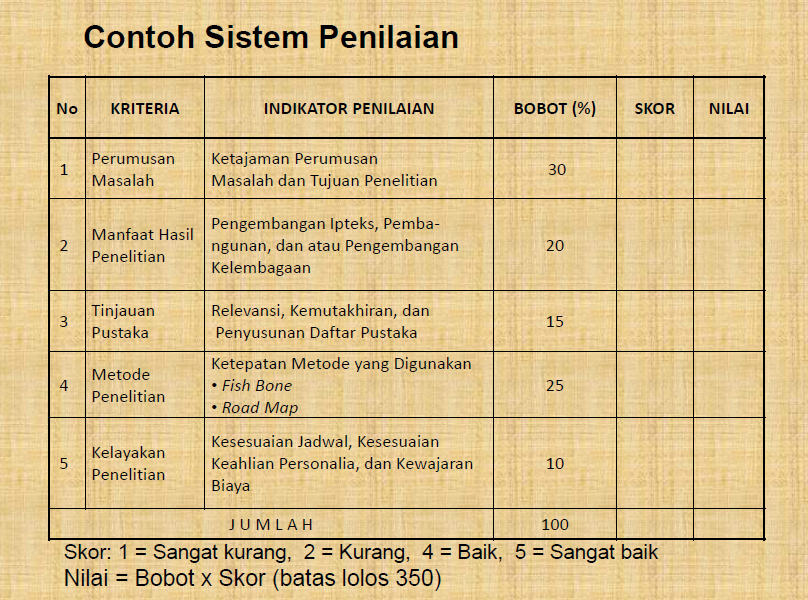 Contoh Sistem Penilaian
No KRITERIA INDIKATOR PENILAIAN BOBOT (%) SKOR NILAI
1 Perumusan Masalah Ketajaman Perumusan
Masalah dan Tujuan Penelitian 30
2 Manfaat Hasil Penelitian Pengembangan Ipteks, Pemba-
ngunan, dan atau Pengembangan
Kelembagaan 20
3 Tinjauan Pustaka Relevansi, Kemutakhiran, dan
Penyusunan Daftar Pustaka 15
4 Metode Penelitian Ketepatan Metode yang Digunakan
• Fish Bone
• Road Map 25
5 Kelayakan Penelitian Kesesuaian Jadwal, Kesesuaian
Keahlian Personalia, dan Kewajaran
Biaya 10
J U M L A H 100
Skor: 1 = Sangat kurang, 2 = Kurang, 4 = Baik, 5 = Sangat baik
Nilai = Bobot x Skor (batas lolos 350)